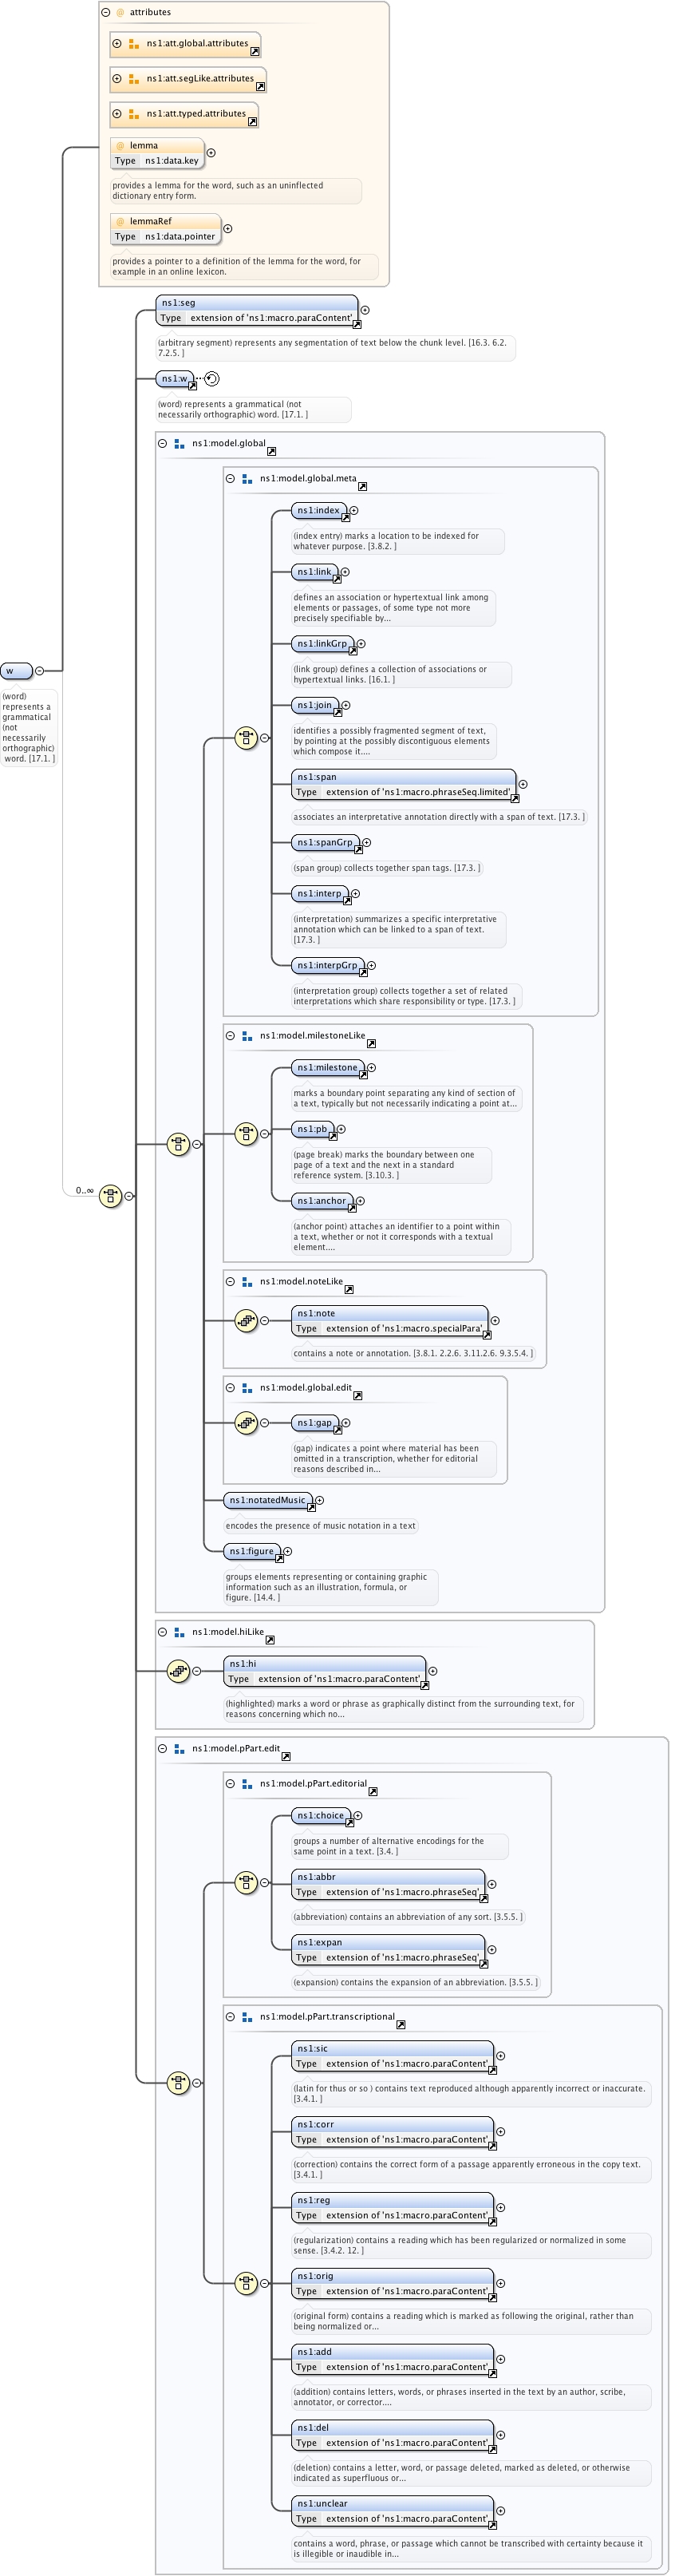 @ attributes
ns1:att.global.attributes
ns1:att.segLike.attributes
ns1:att.typed.attributes
@ lemma
Type ns1:data.key
provides a lemma for the word, such as an uninflected
dictionary entry form.
@ lemmaRef
Type ns1:data.pointer
provides a pointer to a definition of the lemma for the word, for
example in an online lexicon.
ns1:seg
Type extension of 'ns1:macro.paraContent'
(arbitrary segment) represents any segmentation of text below the chunk level. [16.3. 6.2.
7.2.5. ]
ns1:w
(word) represents a grammatical (not
necessarily orthographic) word. [17.1. ]
ns1:model.global
ns1:model.global.meta
ns1:index
(index entry) marks a location to be indexed for
whatever purpose. [3.8.2. ]
ns1:link
defines an association or hypertextual link among
elements or passages, of some type not more
precisely specifiable by...
ns1:linkGrp
(link group) defines a collection of associations or
hypertextual links. [16.1. ]
w
(word)
represents a
grammatical
(not
necessarily
orthographic)
word. [17.1. ]
ns1:join
identifies a possibly fragmented segment of text,
by pointing at the possibly discontiguous elements
which compose it....
ns1:span
Type extension of 'ns1:macro.phraseSeq.limited'
associates an interpretative annotation directly with a span of text. [17.3. ]
ns1:spanGrp
(span group) collects together span tags. [17.3. ]
ns1:interp
(interpretation) summarizes a specific interpretative
annotation which can be linked to a span of text.
[17.3. ]
ns1:interpGrp
(interpretation group) collects together a set of related
interpretations which share responsibility or type. [17.3. ]
ns1:model.milestoneLike
ns1:milestone
marks a boundary point separating any kind of section of
a text, typically but not necessarily indicating a point at...
ns1:pb
(page break) marks the boundary between one
page of a text and the next in a standard
reference system. [3.10.3. ]
0..∞
ns1:anchor
(anchor point) attaches an identifier to a point within
a text, whether or not it corresponds with a textual
element....
ns1:model.noteLike
ns1:note
Type extension of 'ns1:macro.specialPara'
contains a note or annotation. [3.8.1. 2.2.6. 3.11.2.6. 9.3.5.4. ]
ns1:model.global.edit
ns1:gap
(gap) indicates a point where material has been
omitted in a transcription, whether for editorial
reasons described in...
ns1:notatedMusic
encodes the presence of music notation in a text
ns1:figure
groups elements representing or containing graphic
information such as an illustration, formula, or
figure. [14.4. ]
ns1:model.hiLike
ns1:hi
Type extension of 'ns1:macro.paraContent'
(highlighted) marks a word or phrase as graphically distinct from the surrounding text, for
reasons concerning which no...
ns1:model.pPart.edit
ns1:model.pPart.editorial
ns1:choice
groups a number of alternative encodings for the
same point in a text. [3.4. ]
ns1:abbr
Type extension of 'ns1:macro.phraseSeq'
(abbreviation) contains an abbreviation of any sort. [3.5.5. ]
ns1:expan
Type extension of 'ns1:macro.phraseSeq'
(expansion) contains the expansion of an abbreviation. [3.5.5. ]
ns1:model.pPart.transcriptional
ns1:sic
Type extension of 'ns1:macro.paraContent'
(latin for thus or so ) contains text reproduced although apparently incorrect or inaccurate.
[3.4.1. ]
ns1:corr
Type extension of 'ns1:macro.paraContent'
(correction) contains the correct form of a passage apparently erroneous in the copy text.
[3.4.1. ]
ns1:reg
Type extension of 'ns1:macro.paraContent'
(regularization) contains a reading which has been regularized or normalized in some
sense. [3.4.2. 12. ]
ns1:orig
Type extension of 'ns1:macro.paraContent'
(original form) contains a reading which is marked as following the original, rather than
being normalized or...
ns1:add
Type extension of 'ns1:macro.paraContent'
(addition) contains letters, words, or phrases inserted in the text by an author, scribe,
annotator, or corrector....
ns1:del
Type extension of 'ns1:macro.paraContent'
(deletion) contains a letter, word, or passage deleted, marked as deleted, or otherwise
indicated as superfluous or...
ns1:unclear
Type extension of 'ns1:macro.paraContent'
contains a word, phrase, or passage which cannot be transcribed with certainty because it
is illegible or inaudible in...